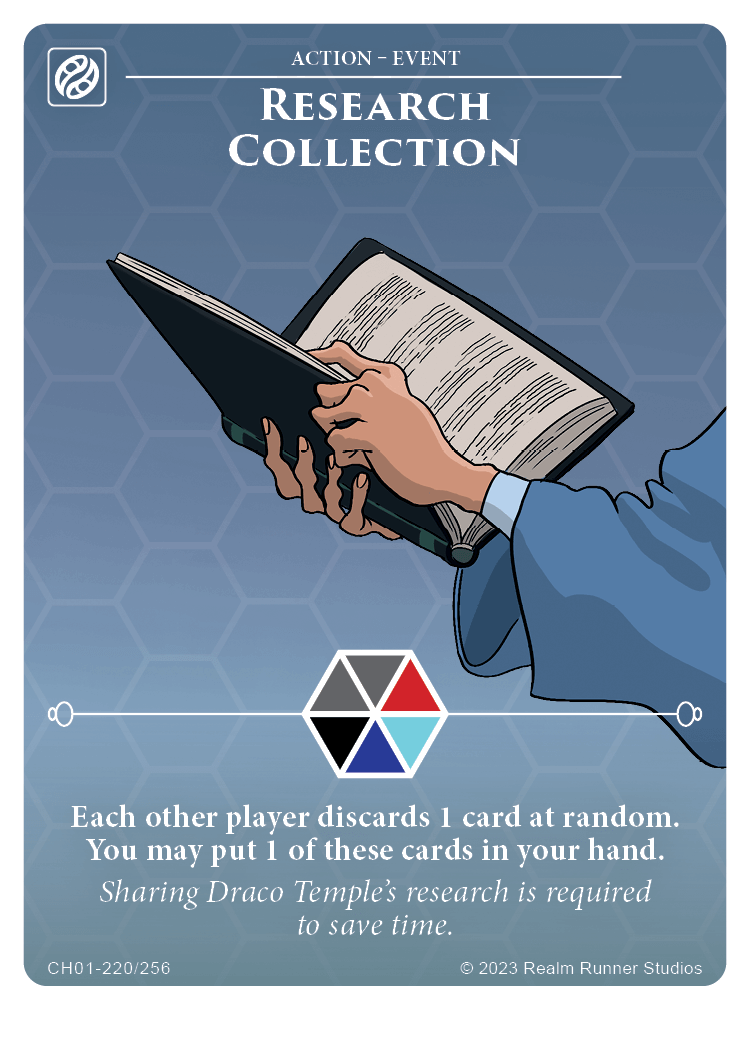 ACTION – EVENT
RESEARCH
COLLECTION
Each other player discards 1 card at random.
You may put 1 of these cards in your hand.
Sharing Draco Temple's research is required
to save time.
CH01-220/256
© 2023 Realm Runner Studios